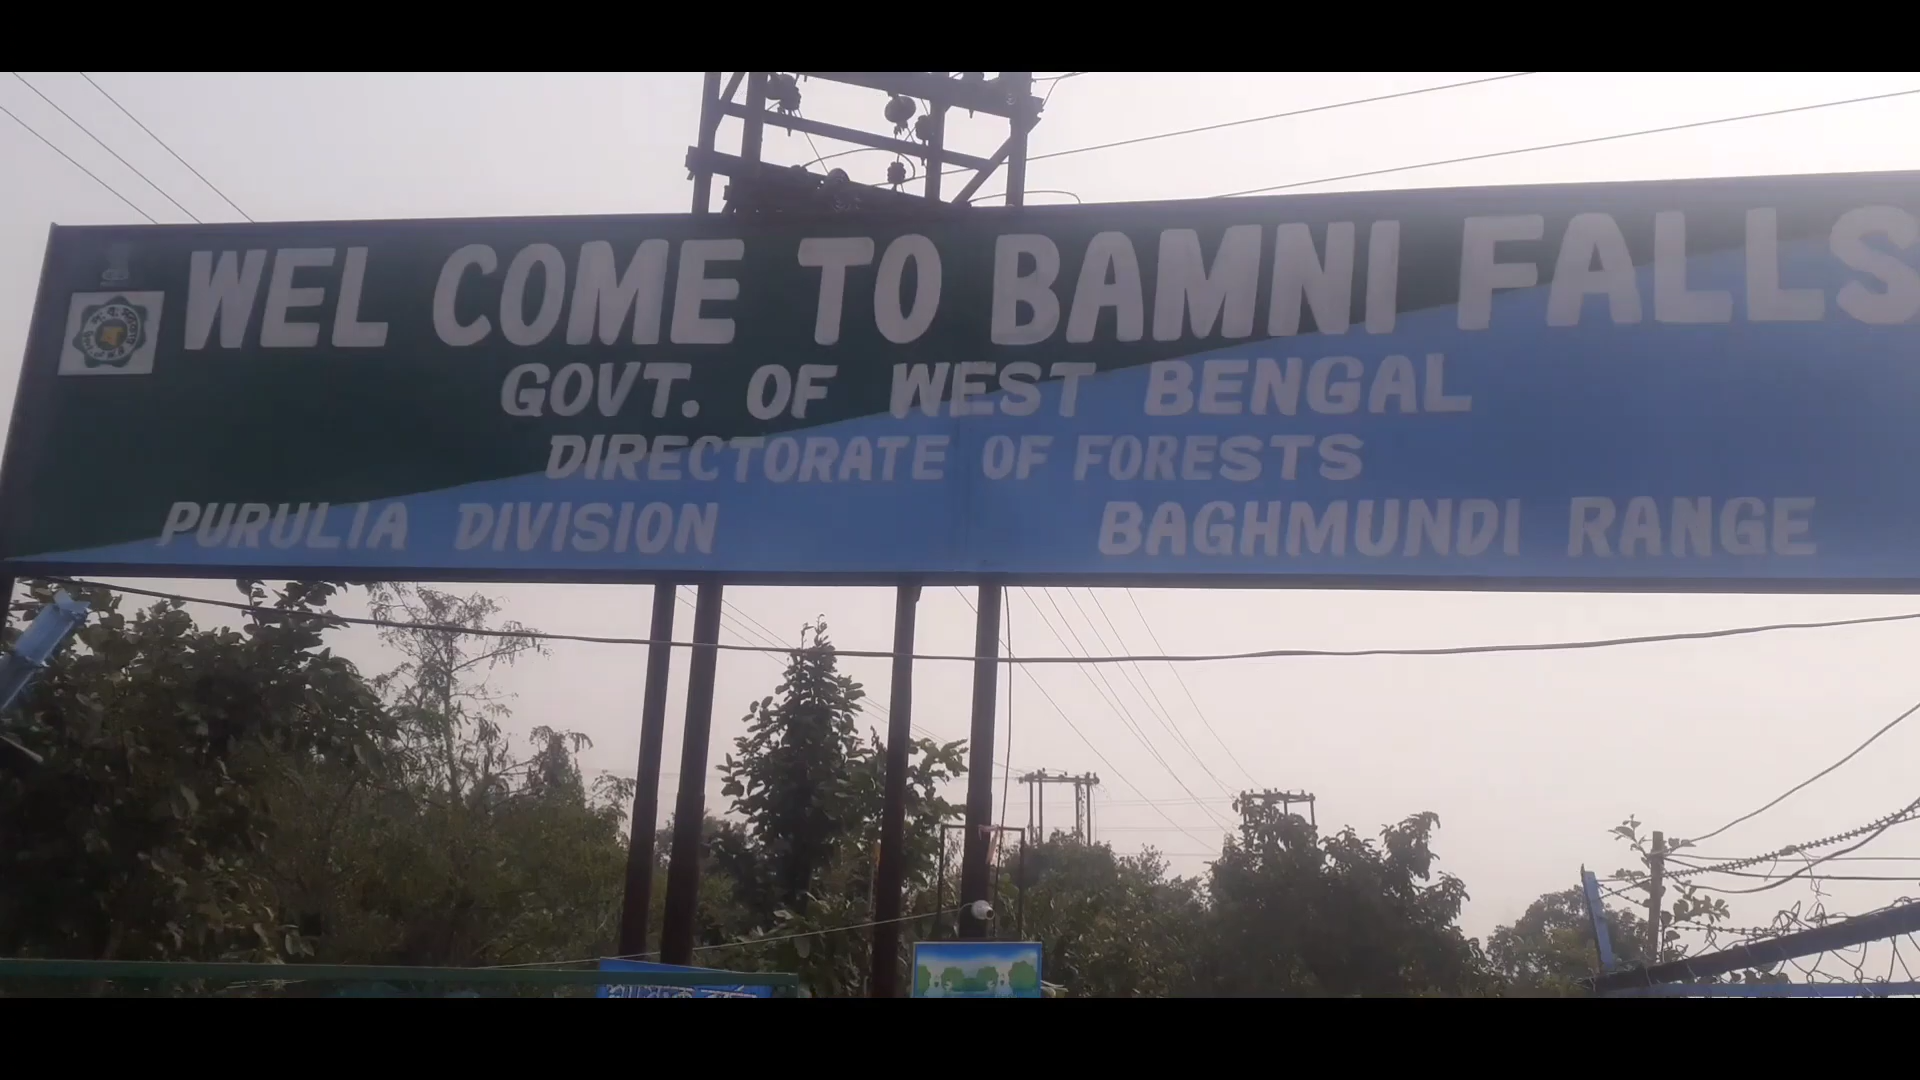 WEL COME TO BAMNI FALLS
GOVT. OF WEST BENGAL
DIRECTORATE OF FORESTS
PURULIA DIVISION BAGHMUNDI RANGE